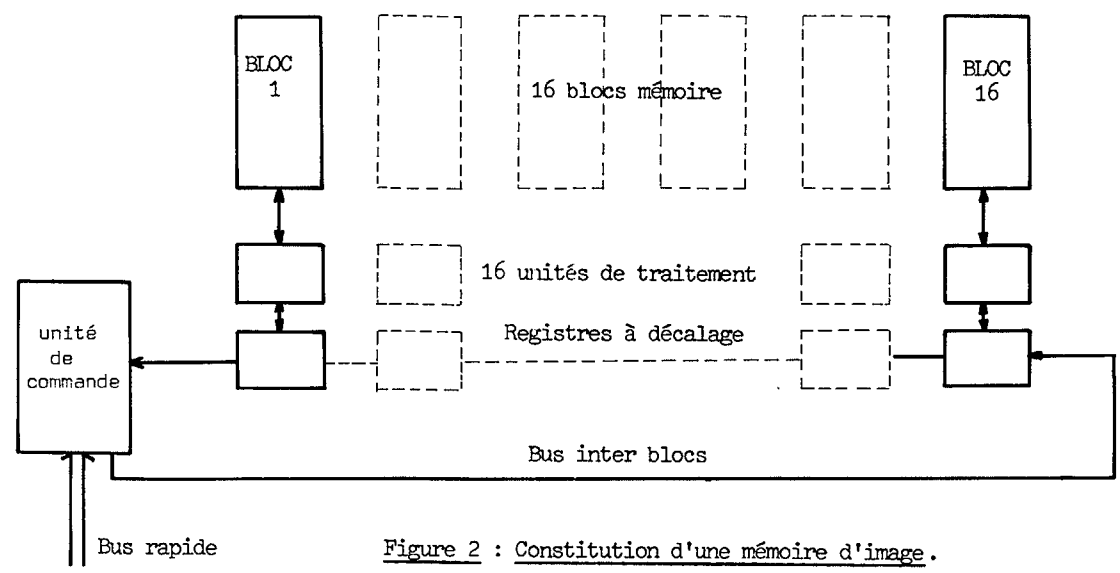 BLOC
1
16 blocs mémoire
BLOC
16
16 unités de traitement
Registres à décalage
unité
de
commande
Bus inter blocs
Bus rapide
Figure 2 : Constitution d'une mémoire d'image.